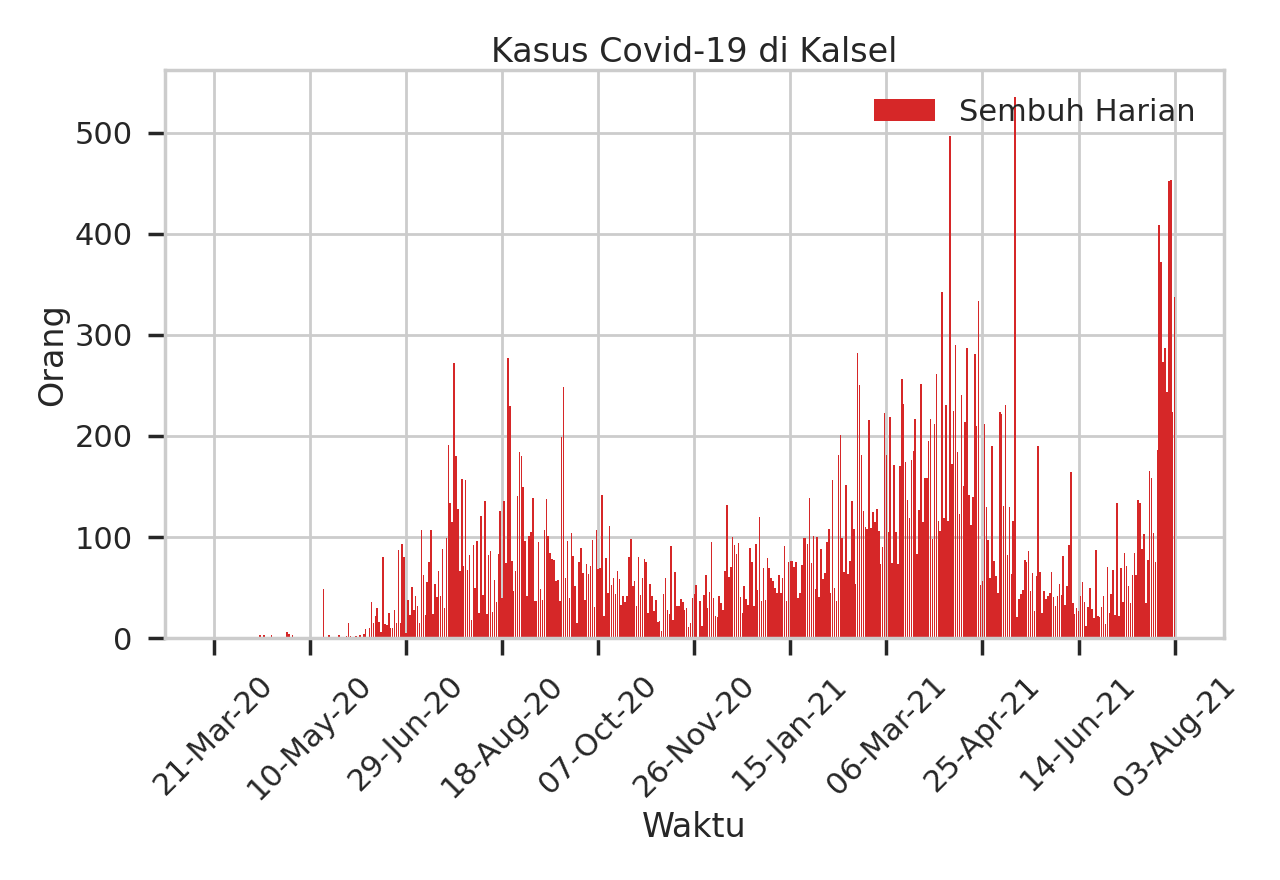 Kasus Covid-19 di Kalsel
Sembuh Harian
Orang
500
400
300
200
100
0
21-Mar-20
10-May-20
29-Jun-20
18-Aug-20
07-Oct-20
26-Nov-20
15-Jan-21
06-Mar-21
25-Apr-21
14-Jun-21
03-Aug-21
Waktu